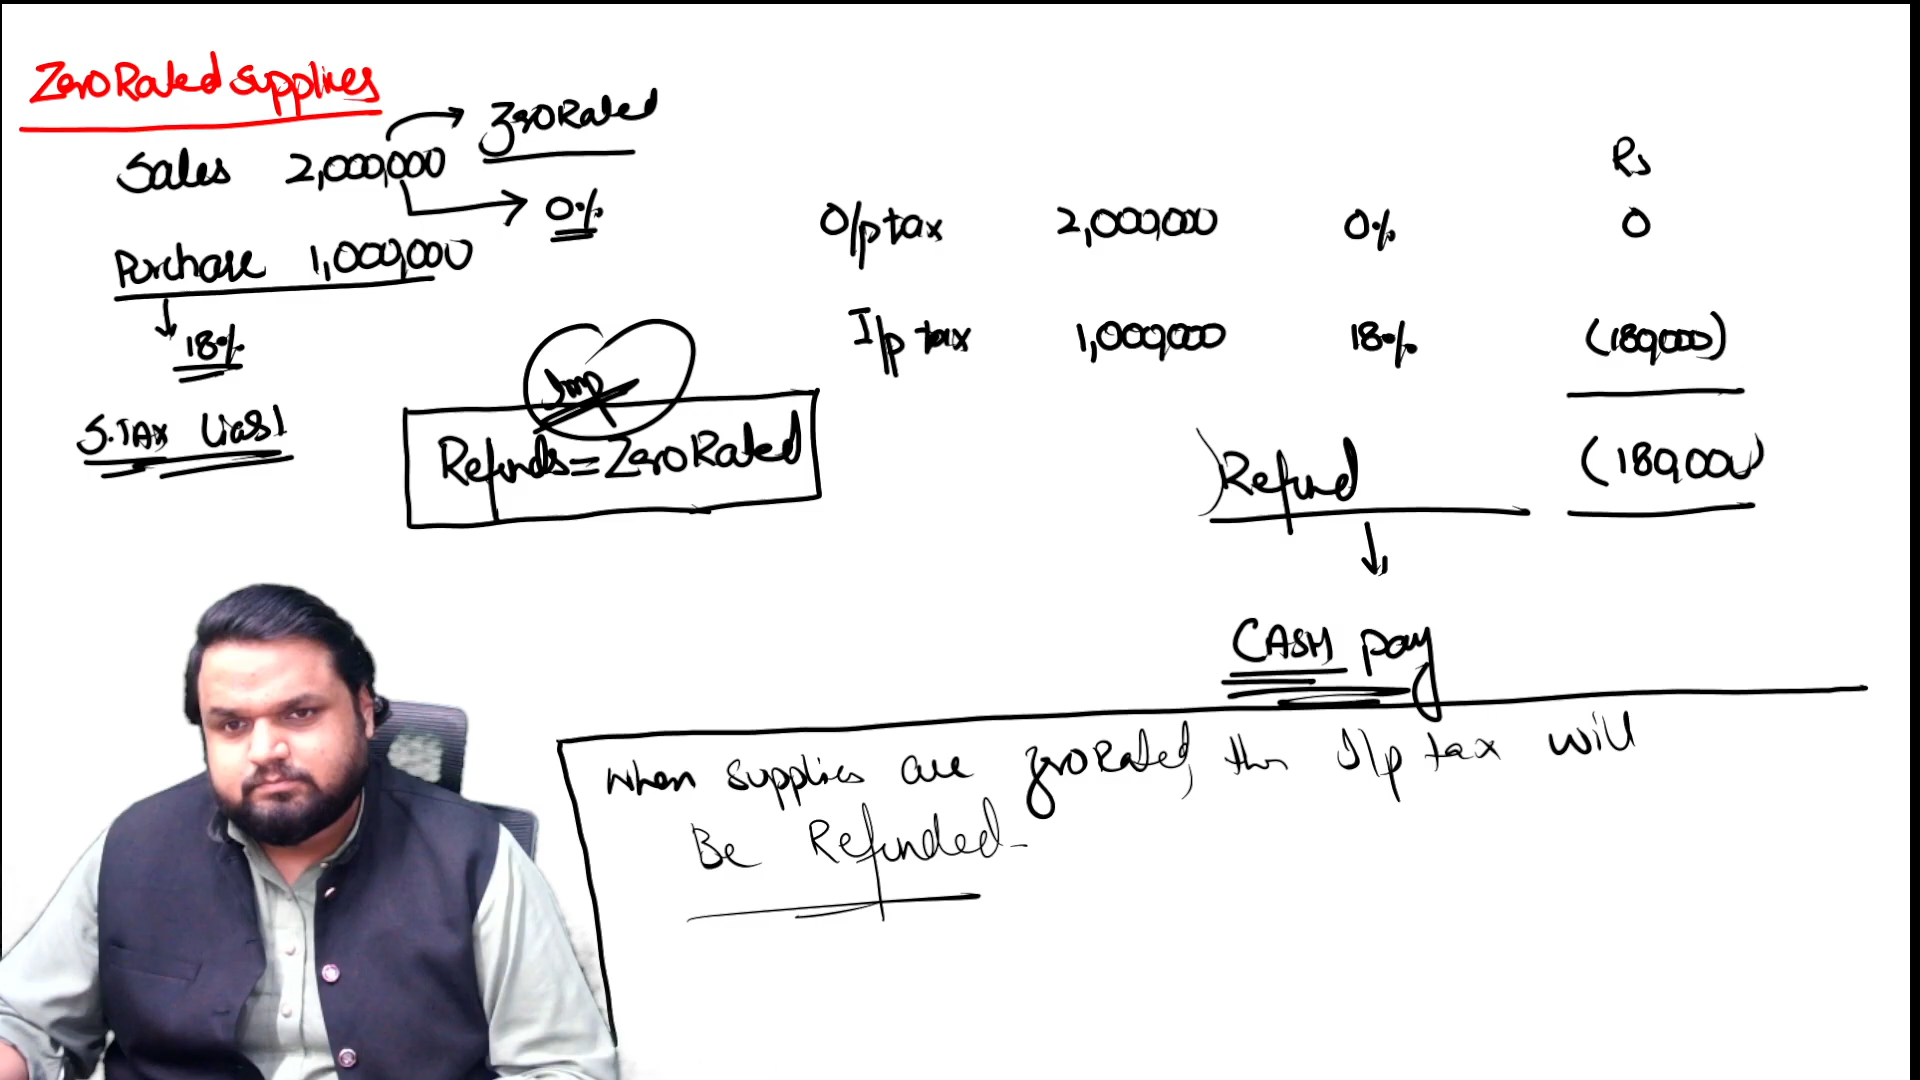 Zero Rated supplies
Sales 2,000,000 Zero Rated
0%
Purchase 1,000,000
18%
S.TAX Liab!
Imp
Refunds = Zero Rated
Rs
O/p tax 2,000,000 0% 0
I/p tax 1,000,000 18% (180,000)
Refund (180,000)
CASH pay
when supplies are zero Rated, then I/p tax will
Be Refunded-